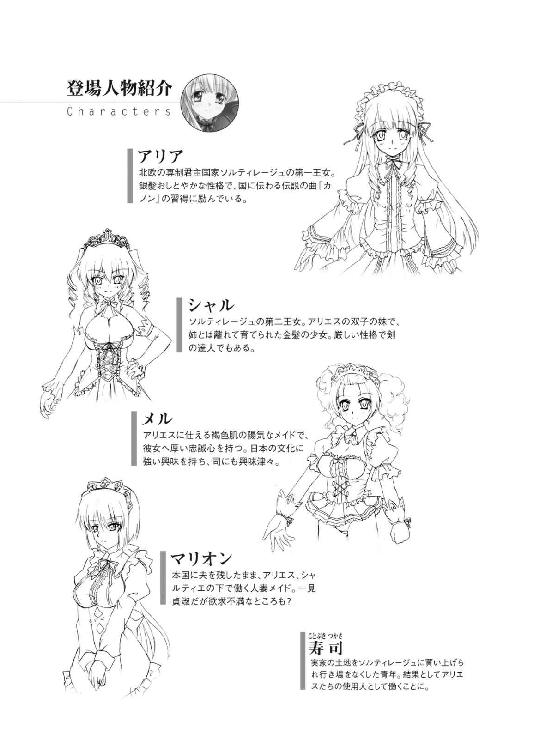 登場人物紹介
Characters
アリア
北欧の専制君主国家ソルティレージュの第一王女。
銀髪おしとやかな性格で、国に伝わる伝説の曲「カ
ノン」の習得に励んでいる。
シャル
ソルティレージュの第二王女。アリエスの双子の妹で、
姉とは離れて育てられた金髪の少女。厳しい性格で剣
の達人でもある。
メル
アリエスに仕える褐色肌の陽気なメイドで、
彼女へ厚い忠誠心を持つ。日本の文化に
強い興味を持ち、司にも興味津々。
マリオン
本国に夫を残したまま、アリエス、シャ
ルティエの下で働く人妻メイド。一見
貞淑だが欲求不満なところも?
ことぶき つかさ
寿 司
実家の土地をソルティレージュに買い上げら
れ行き場をなくした青年。結果としてアリエ
スたちの使用人として働くことに。